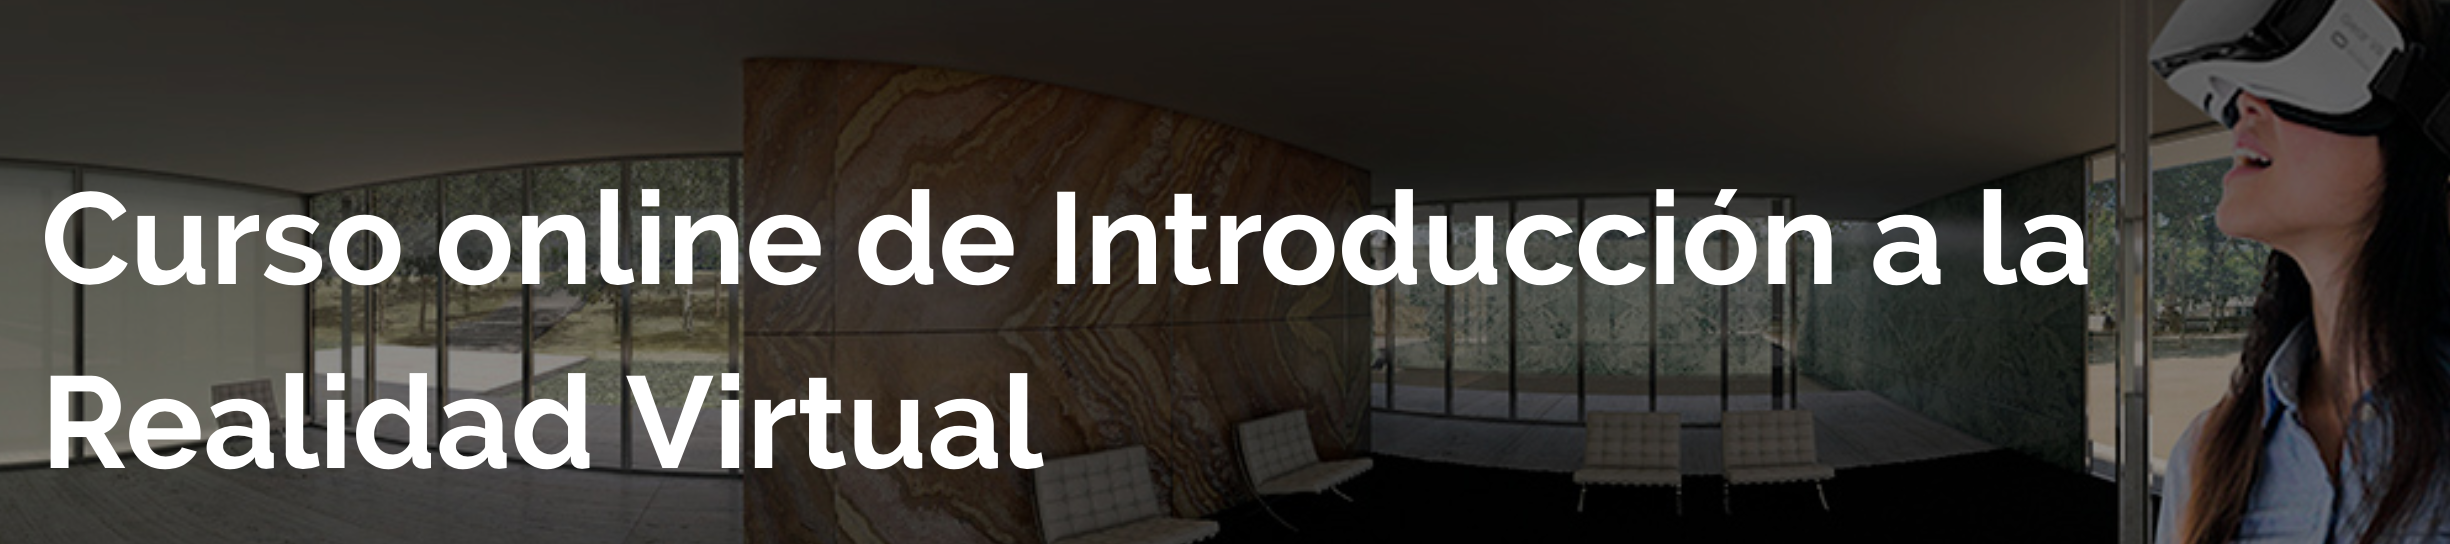 Curso online de Introducción a la
Realidad Virtual